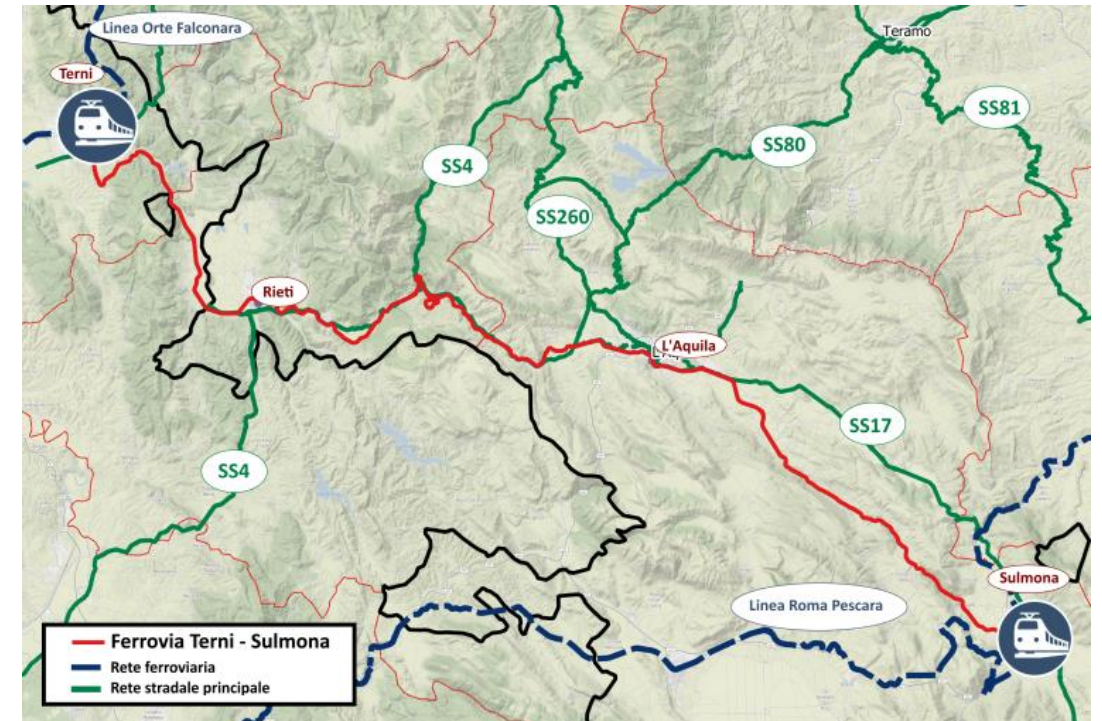 Linea Orte Falconara
Teramo
Terni
SS81
SS80
SS4
SS260
Rieti
L'Aquila
SS17
SS4
Sulmona
Linea Roma Pescara
Ferrovia Terni - Sulmona
Rete ferroviaria
Rete stradale principale